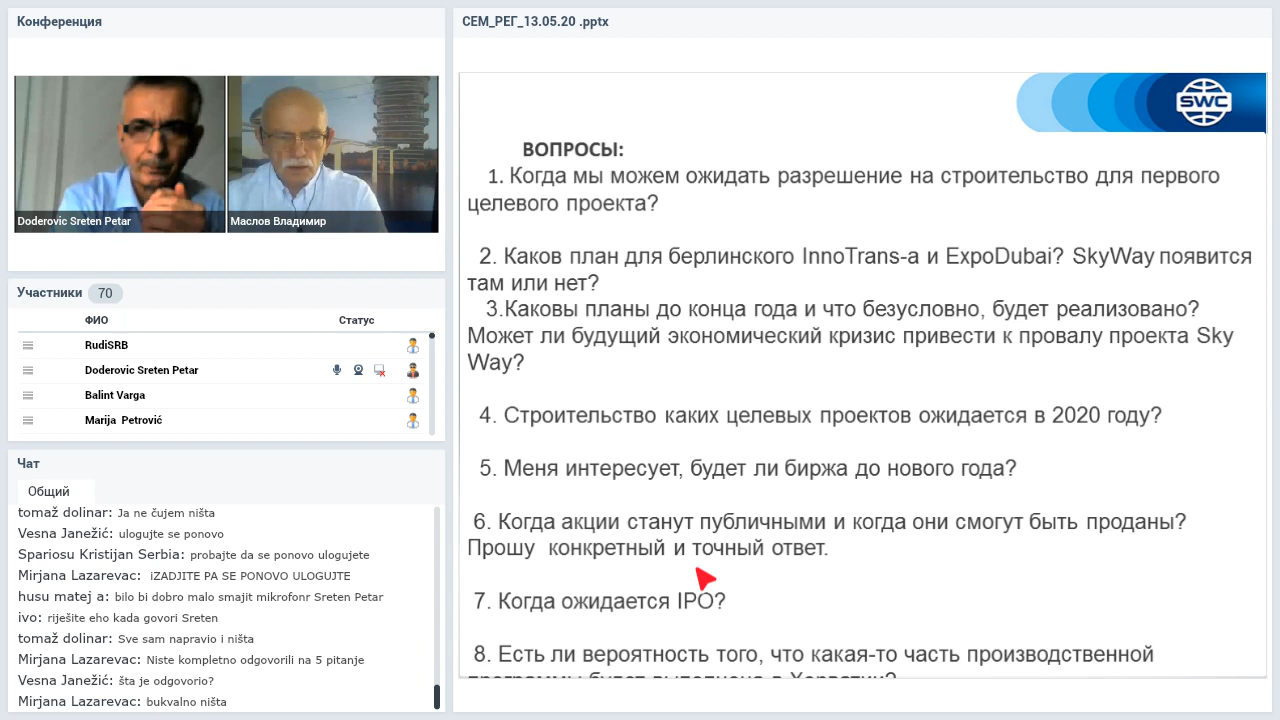 Конференция
Doderovic Sreten Petar
Маслов Владимир
Участники 70
ФИО Статус
RudiSRB
Doderovic Sreten Petar
Balint Varga
Marija Petrović
Чат
Общий
tomaž dolinar: Ja ne čujem ništa
Vesna Janežić: ulogujte se ponovo
Spariosu Kristijan Serbia: probajte da se ponovo ulogujete
Mirjana Lazarevac: iZADJITE PA SE PONOVO ULOGUJTE
husu matej a: bilo bi dobro malo smajit mikrofonr Sreten Petar
ivo: riješite eho kada govori Sreten
tomaž dolinar: Sve sam napravio i ništa
Mirjana Lazarevac: Niste kompletno odgovorili na 5 pitanje
Vesna Janežić: šta je odgovorio?
Mirjana Lazarevac: bukvalno ništa
СЕМ_РЕГ_13.05.20 .pptx
SWC
ВОПРОСЫ:
1. Когда мы можем ожидать разрешение на строительство для первого
целевого проекта?
2. Каков план для берлинского InnoTrans-a и ExpoDubai? SkyWay появится
там или нет?
3.Каковы планы до конца года и что безусловно, будет реализовано?
Может ли будущий экономический кризис привести к провалу проекта Sky
Way?
4. Строительство каких целевых проектов ожидается в 2020 году?
5. Меня интересует, будет ли биржа до нового года?
6. Когда акции станут публичными и когда они смогут быть проданы?
Прошу конкретный и точный ответ.
7. Когда ожидается IPO?
8. Есть ли вероятность того, что какая-то часть производственной
программы будет выполнена в Хорватии?